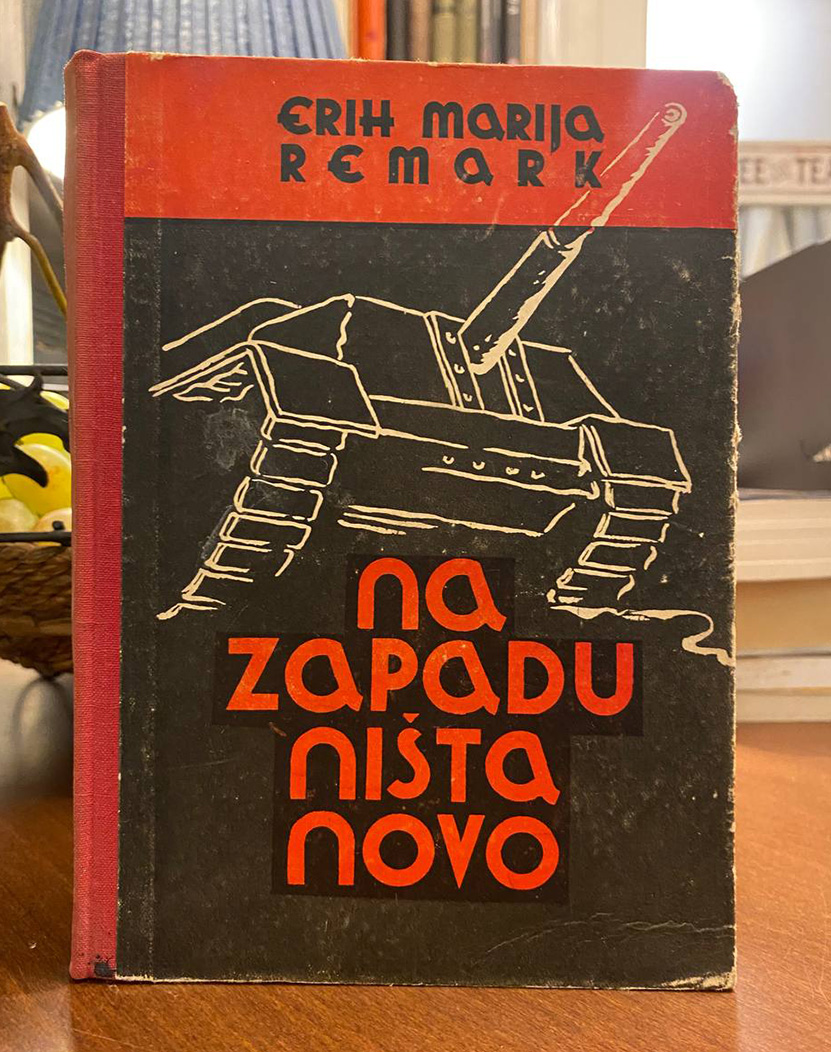 ERIH MARIJA
REMARK
NA
ZAPADU
NIŠTA
NOVO